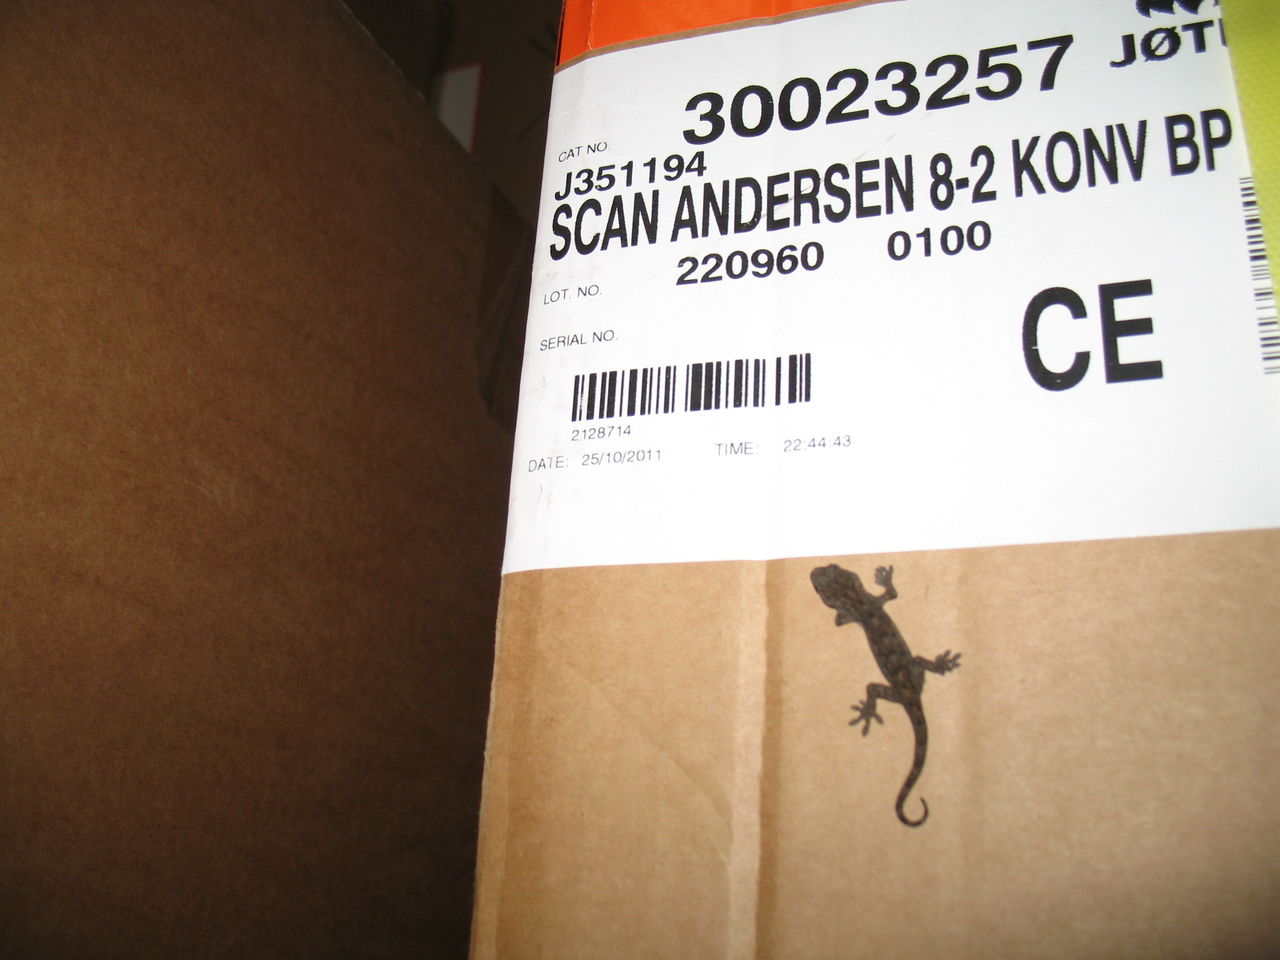 JØT
30023257
CAT NO.
J351194
SCAN ANDERSEN 8-2 KONV BP
220960 0100
LOT. NO.
CE
SERIAL NO.
2128714
DATE: 25/10/2011 TIME: 22:44.43